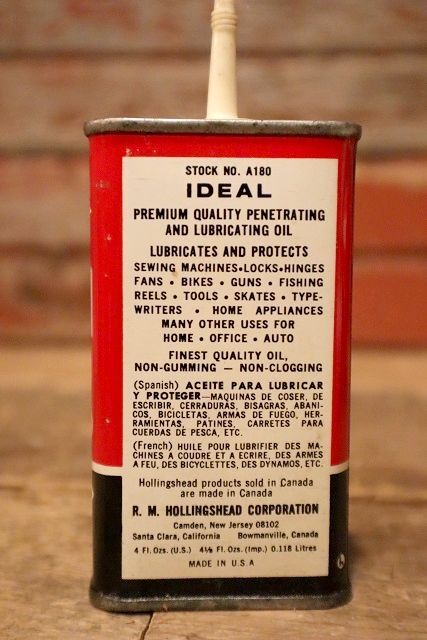 STOCK NO. A180
IDEAL
PREMIUM QUALITY PENETRATING
AND LUBRICATING OIL
LUBRICATES AND PROTECTS
SEWING MACHINES•LOCKS•HINGES
FANS • BIKES • GUNS • FISHING
REELS • TOOLS • SKATES • TYPE-
WRITERS • HOME APPLIANCES
MANY OTHER USES FOR
HOME • OFFICE • AUTO
FINEST QUALITY OIL,
NON-GUMMING — NON-CLOGGING
(Spanish) ACEITE PARA LUBRICAR
Y PROTEGER—MAQUINAS DE COSER, DE
ESCRIBIR, CERRADURAS, BISAGRAS, ABANI-
COS, BICICLETAS, ARMAS DE FUEGO, HER-
RAMIENTAS, PATINES, CARRETES PARA
CUERDAS DE PESCA, ETC.
(French) HUILE POUR LUBRIFIER DES MA-
CHINES A COUDRE ET A ECRIRE, DES ARMES
A FEU, DES BICYCLETTES, DES DYNAMOS, ETC.
Hollingshead products sold in Canada
are made in Canada
R. M. HOLLINGSHEAD CORPORATION
Camden, New Jersey 08102
Santa Clara, California Bowmanville, Canada
4 Fl. Ozs. (U.S.) 4⅙ Fl. Ozs. (Imp.) 0.118 Litres
MADE IN U.S.A